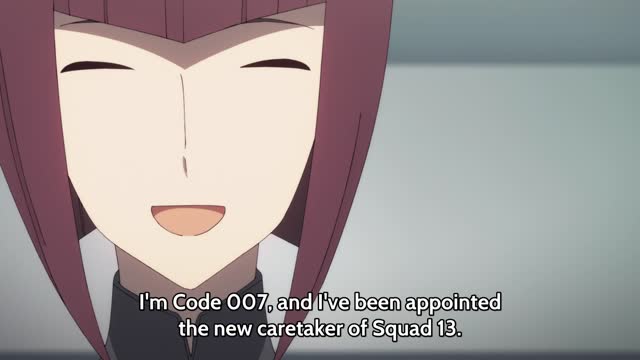 I'm Code 007, and I've been appointed
the new caretaker of Squad 13.